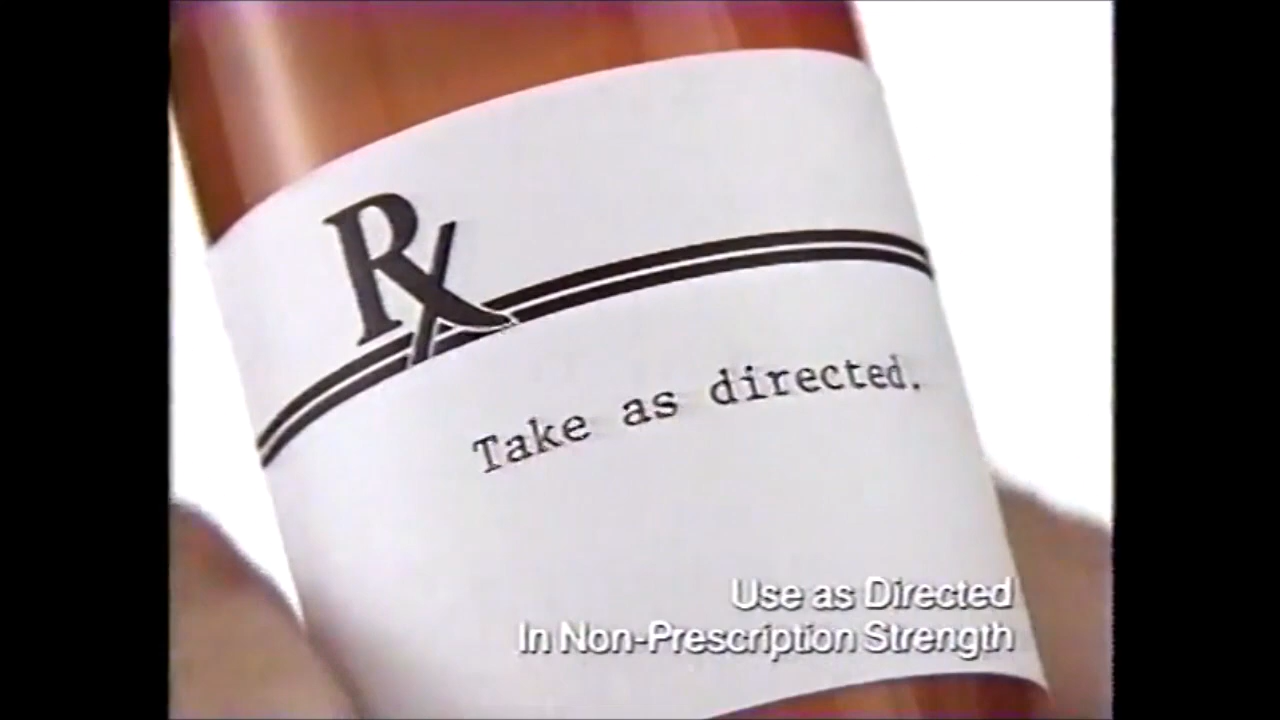 Rx
Take as directed.
Use as Directed
In Non-Prescription Strength